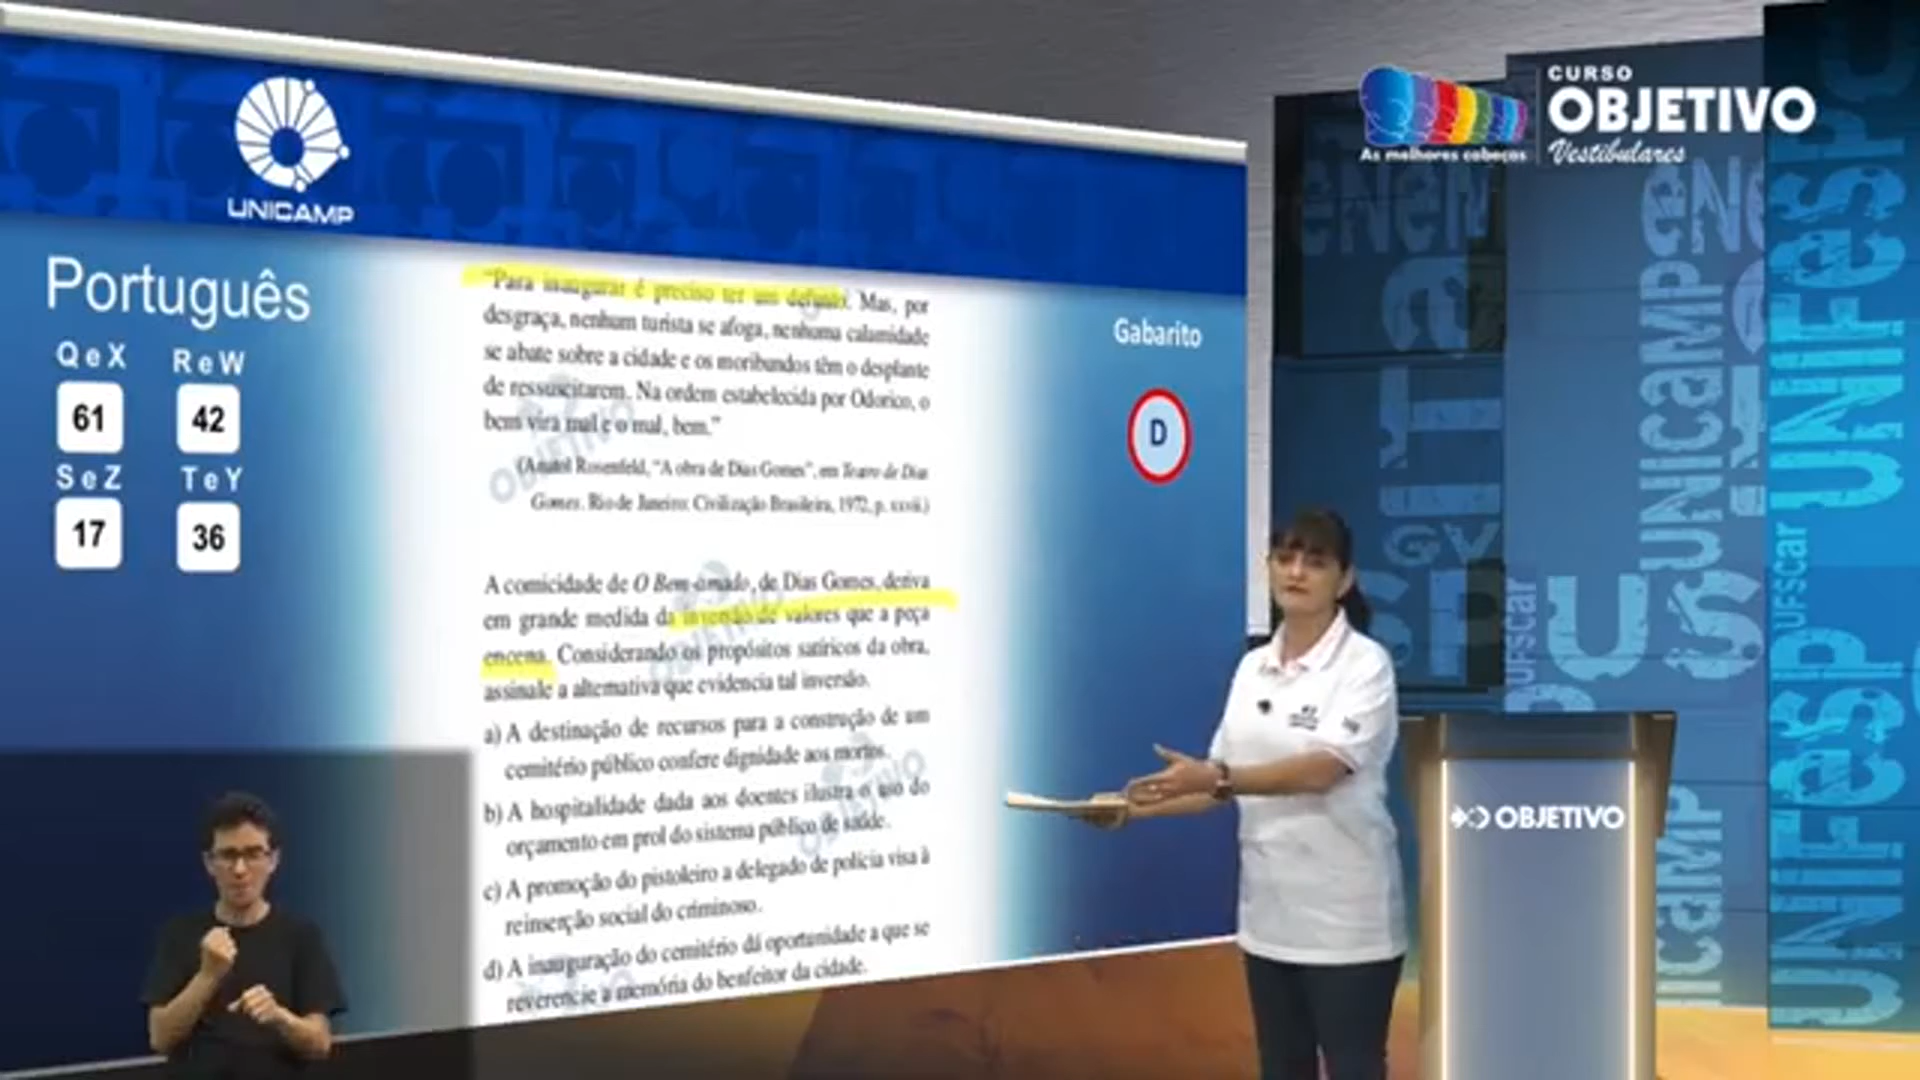 UNICAMP
CURSO
OBJETIVO
As melhores cabeças
Vestibulares
Português
Q e X
R e W
61
42
S e Z
T e Y
17
36
"Para inaugurar é preciso ter um defunto. Mas, por
desgraça, nenhum turista se afoga, nenhuma calamidade
se abate sobre a cidade e os moribundos têm o desplante
de ressuscitarem. Na ordem estabelecida por Odorico, o
bem vira mal e o mal, bem."
(Anatol Rosenfeld, "A obra de Dias Gomes", em Teatro de Dias
Gomes. Rio de Janeiro: Civilização Brasileira, 1972, p. xxvii.)
A comicidade de O Bem-amado, de Dias Gomes, deriva
em grande medida da inversão de valores que a peça
encena. Considerando os propósitos satíricos da obra,
assinale a alternativa que evidencia tal inversão.
a) A destinação de recursos para a construção de um
cemitério público confere dignidade aos mortos.
b) A hospitalidade dada aos doentes ilustra o uso do
orçamento em prol do sistema público de saúde.
c) A promoção do pistoleiro a delegado de polícia visa à
reinserção social do criminoso.
d) A inauguração do cemitério dá oportunidade a que se
reverencie a memória do benfeitor da cidade.
Gabarito
D
OBJETIVO
UNICAMP
UFSCar
UNIFESP
UFSCar
UNIFESP